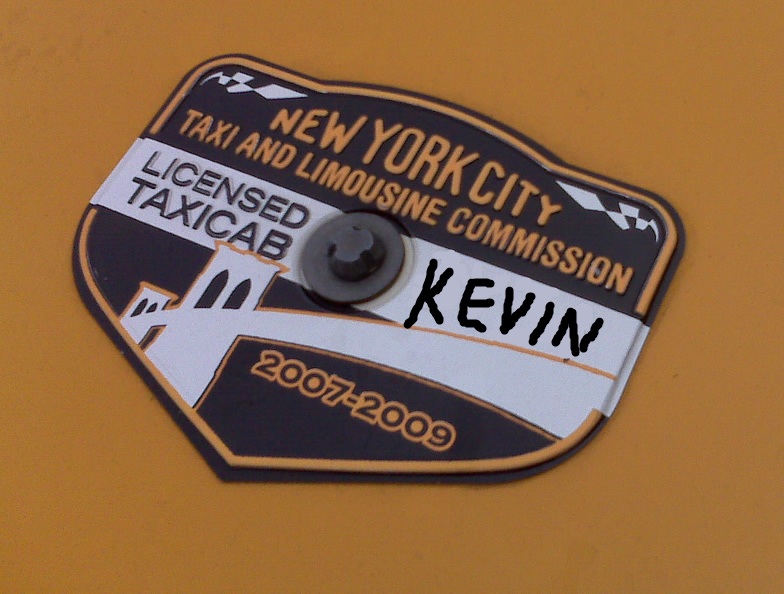 NEW YORK CITY
TAXI AND LIMOUSINE COMMISSION
LICENSED
TAXICAB
KEVIN
2007-2009